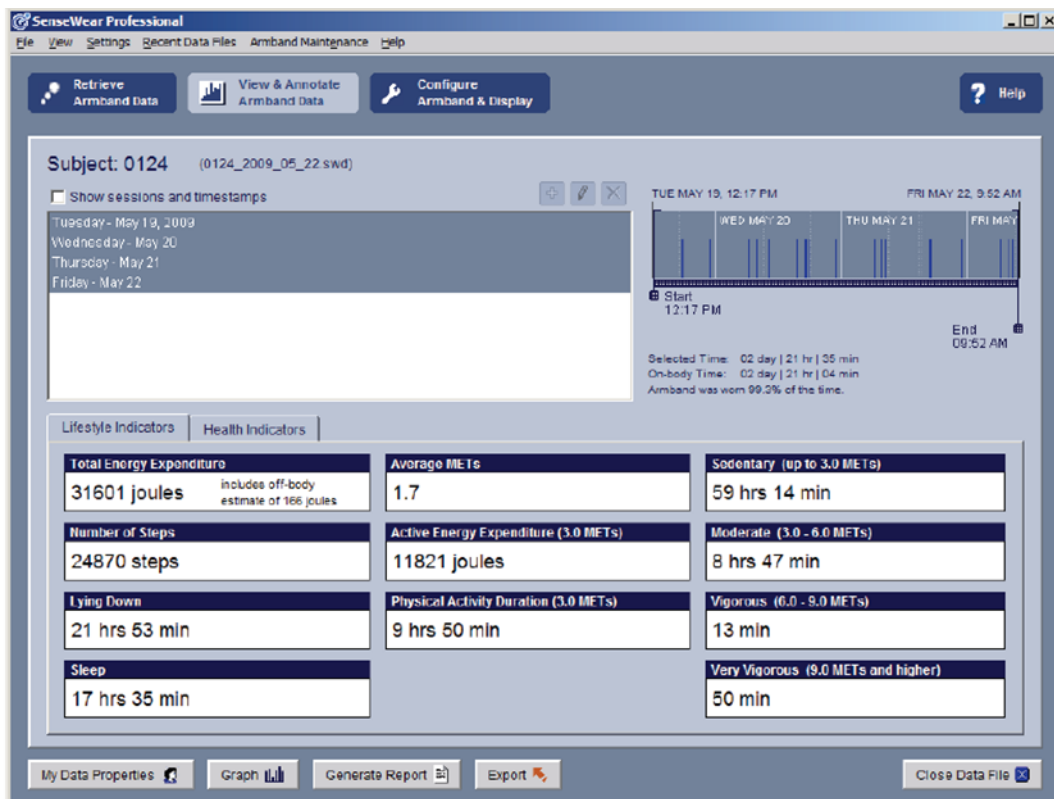 SenseWear Professional
File View Settings Recent Data Files Armband Maintenance Help
Retrieve
Armband Data
View & Annotate
Armband Data
Configure
Armband & Display
? Help
Subject: 0124 (0124_2009_05_22.swd)
Show sessions and timestamps
Tuesday - May 19, 2009
Wednesday - May 20
Thursday - May 21
Friday - May 22
TUE MAY 19, 12:17 PM FRI MAY 22, 9:52 AM
WED MAY 20 THU MAY 21 FRI MAY
Start
12:17 PM
End
09:52 AM
Selected Time: 02 day | 21 hr | 35 min
On-body Time: 02 day | 21 hr | 04 min
Armband was worn 99.3% of the time.
Lifestyle Indicators Health Indicators
Total Energy Expenditure
31601 joules
includes off-body
estimate of 166 joules
Average METs
1.7
Sedentary (up to 3.0 METs)
59 hrs 14 min
Number of Steps
24870 steps
Active Energy Expenditure (3.0 METs)
11821 joules
Moderate (3.0 - 6.0 METs)
8 hrs 47 min
Lying Down
21 hrs 53 min
Physical Activity Duration (3.0 METs)
9 hrs 50 min
Vigorous (6.0 - 9.0 METs)
13 min
Sleep
17 hrs 35 min
Very Vigorous (9.0 METs and higher)
50 min
My Data Properties Graph Generate Report Export Close Data File